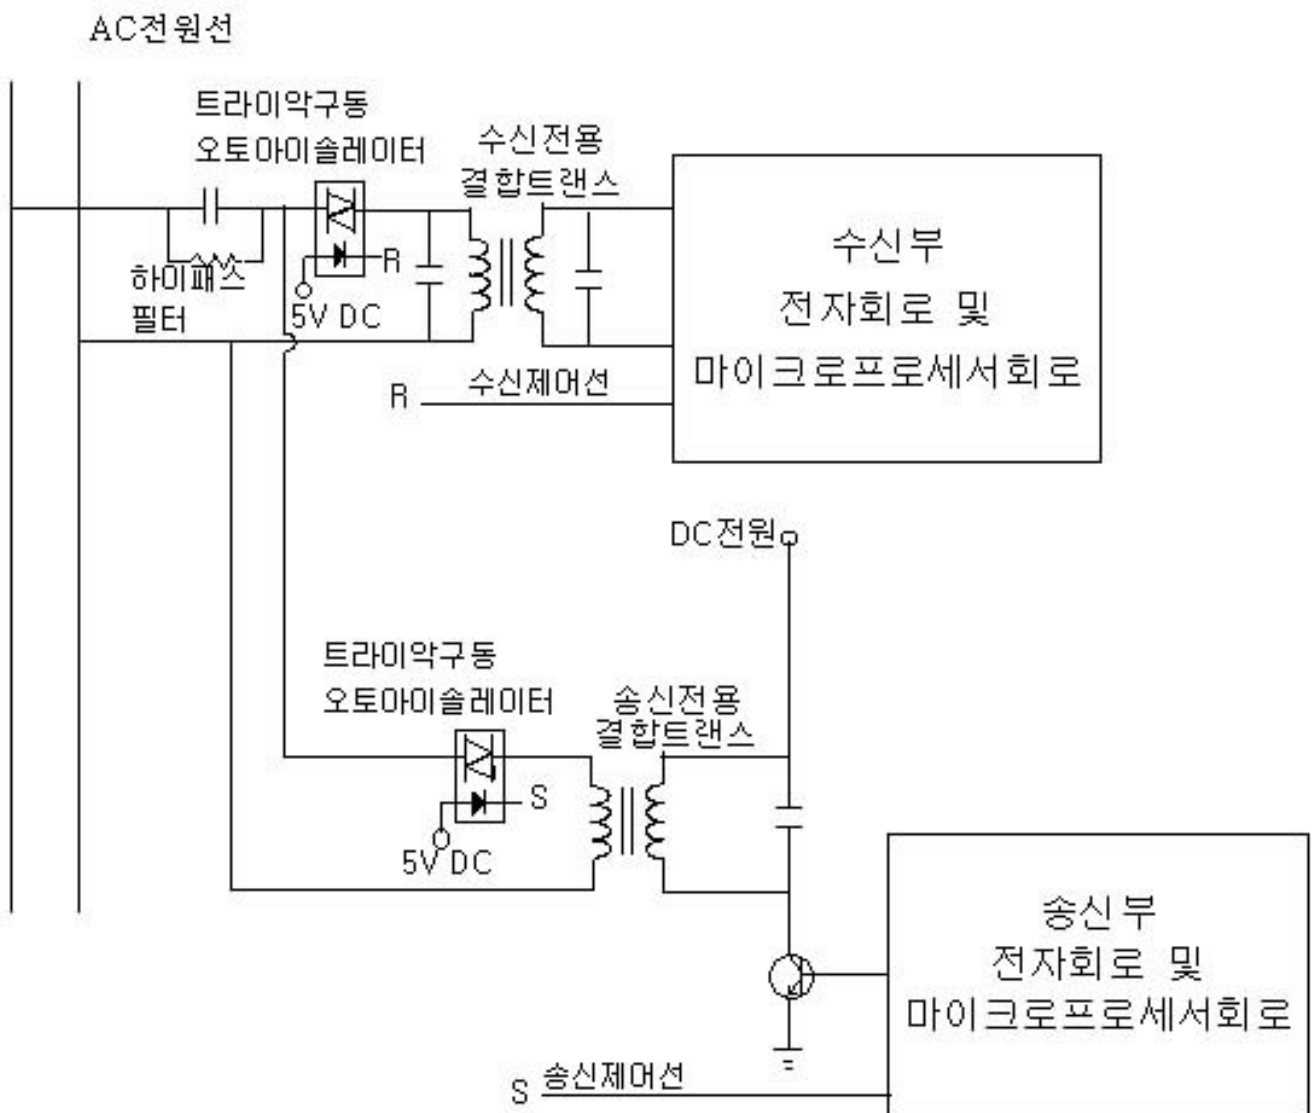 AC전원선
트라이악구동
오토아이솔레이터
수신전용
결합트랜스
하이패스
필터
R
5V DC
수신부
전자회로 및
마이크로프로세서회로
R
수신제어선
DC전원
트라이악구동
오토아이솔레이터
송신전용
결합트랜스
S
5V DC
송신부
전자회로 및
마이크로프로세서회로
S
송신제어선